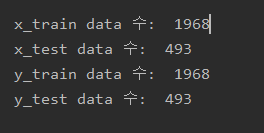 x_train data 수:  1968
x_test data 수:  493
y_train data 수:  1968
y_test data 수:  493